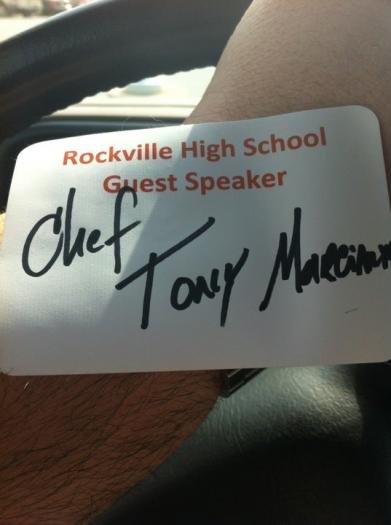 Rockville High School
Guest Speaker
Chef
Tony